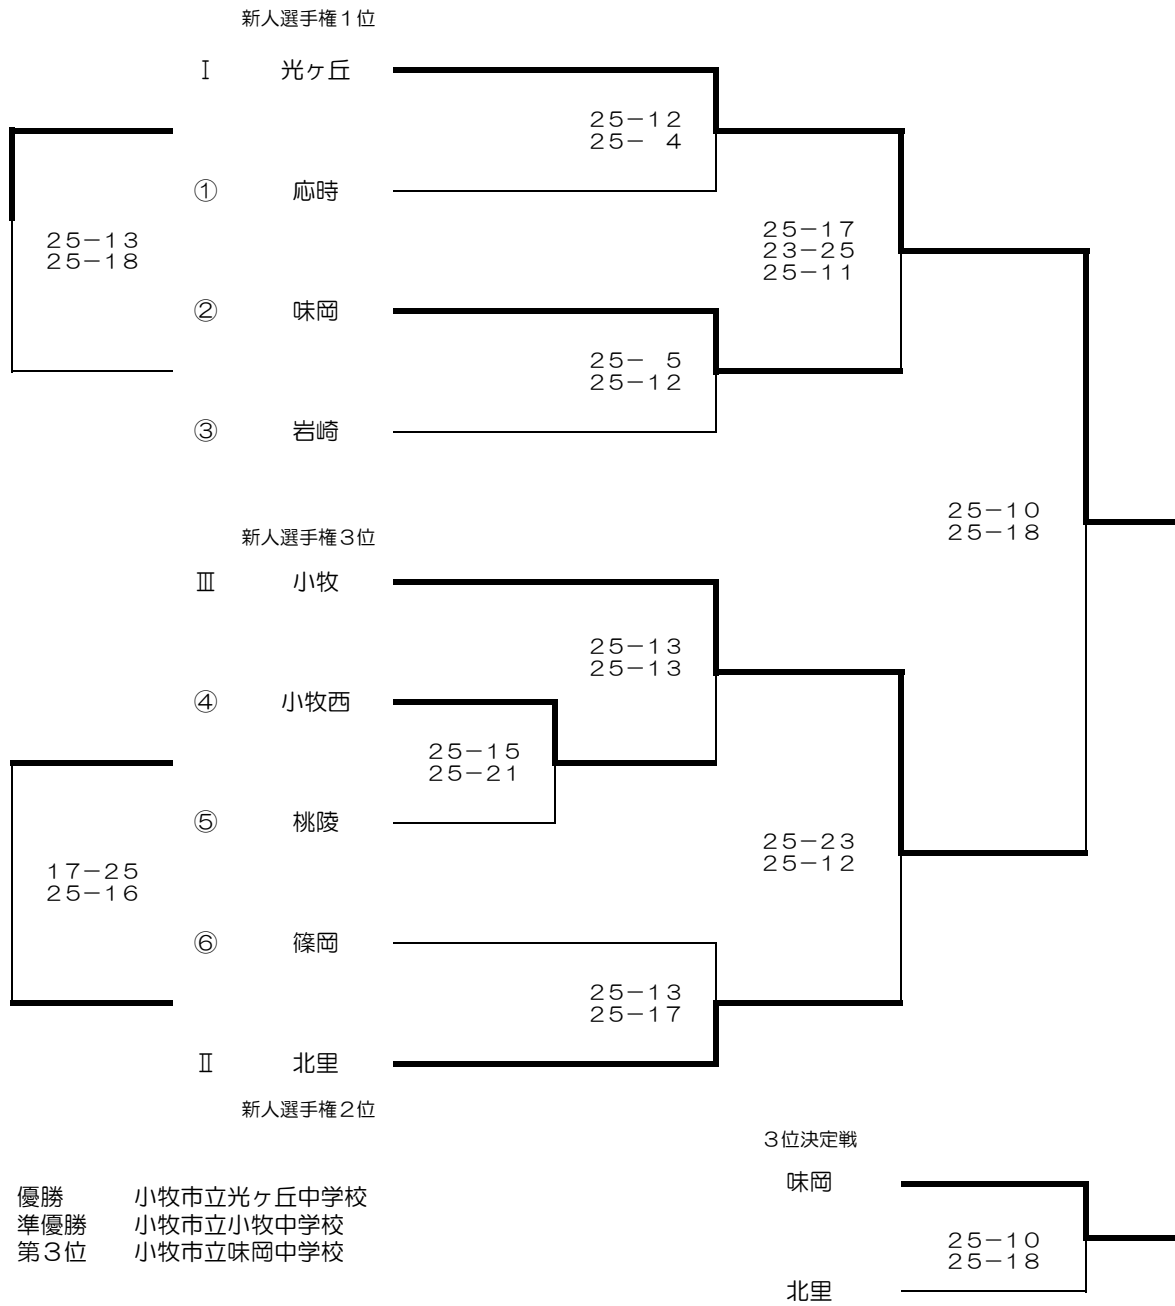 新人選手権１位
Ⅰ 光ヶ丘
２５－１２
２５－　４
① 応時
２５－１３
２５－１８
２５－１７
２３－２５
２５－１１
② 味岡
２５－　５
２５－１２
③ 岩崎
２５－１０
２５－１８
新人選手権３位
Ⅲ 小牧
２５－１３
２５－１３
④ 小牧西
２５－１５
２５－２１
⑤ 桃陵
２５－２３
２５－１２
１７－２５
２５－１６
⑥ 篠岡
２５－１３
２５－１７
Ⅱ 北里
新人選手権２位
３位決定戦
味岡
２５－１０
２５－１８
北里
優勝 小牧市立光ヶ丘中学校
準優勝 小牧市立小牧中学校
第３位 小牧市立味岡中学校